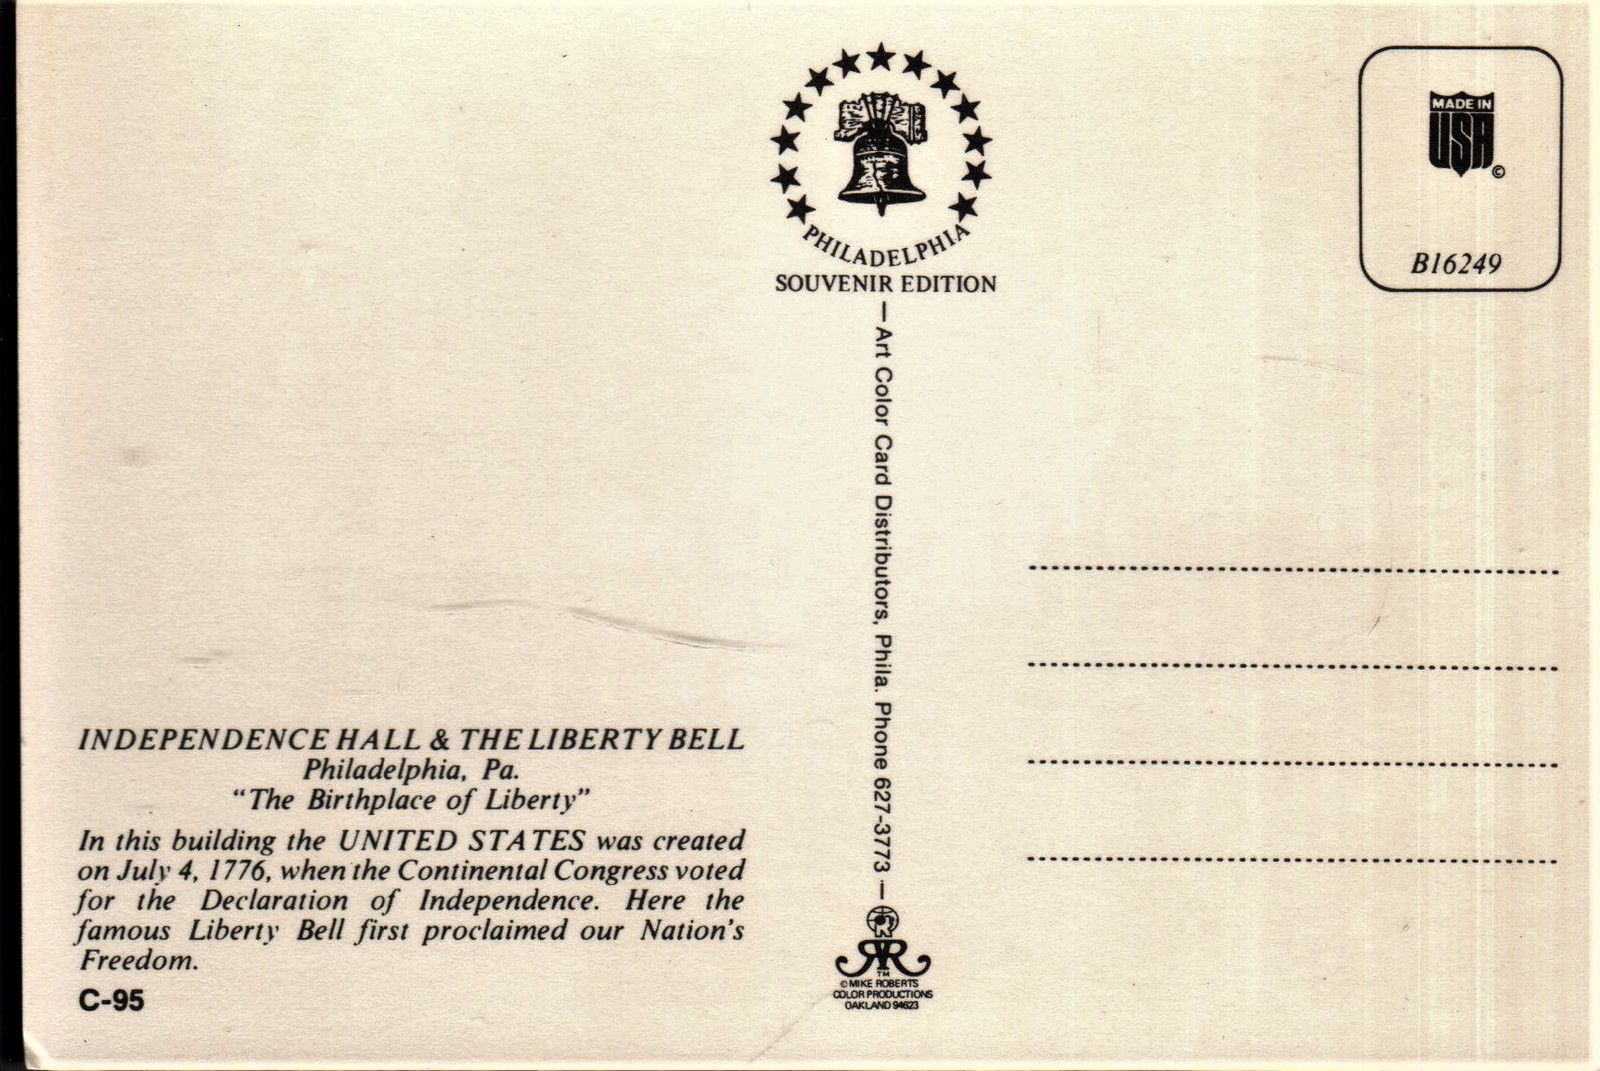 PHILADELPHIA
SOUVENIR EDITION
MADE IN
USA
©
B16249
— Art Color Card Distributors, Phila. Phone 627-3773 —
INDEPENDENCE HALL & THE LIBERTY BELL
Philadelphia, Pa.
“The Birthplace of Liberty”
In this building the UNITED STATES was created
on July 4, 1776, when the Continental Congress voted
for the Declaration of Independence. Here the
famous Liberty Bell first proclaimed our Nation's
Freedom.
C-95
RR
TM
© MIKE ROBERTS
COLOR PRODUCTIONS
OAKLAND 94623